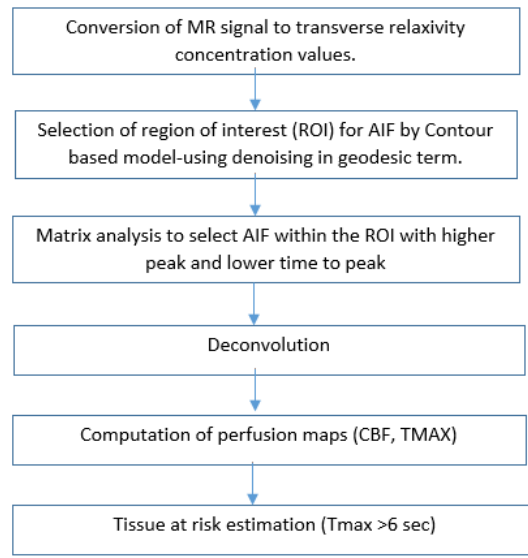 Conversion of MR signal to transverse relaxivity
concentration values.
Selection of region of interest (ROI) for AIF by Contour
based model-using denoising in geodesic term.
Matrix analysis to select AIF within the ROI with higher
peak and lower time to peak
Deconvolution
Computation of perfusion maps (CBF, TMAX)
Tissue at risk estimation (Tmax >6 sec)